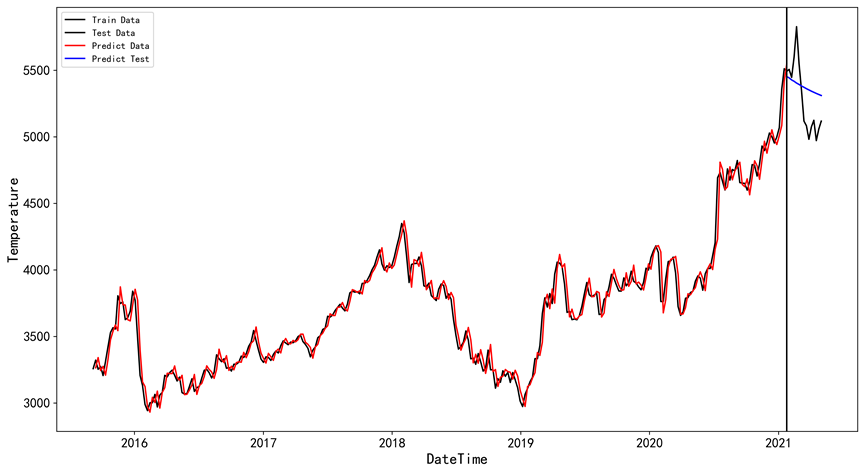 Train Data
Test Data
Predict Data
Predict Test
5500
5000
4500
4000
3500
3000
Temperature
2016 2017 2018 2019 2020 2021
DateTime